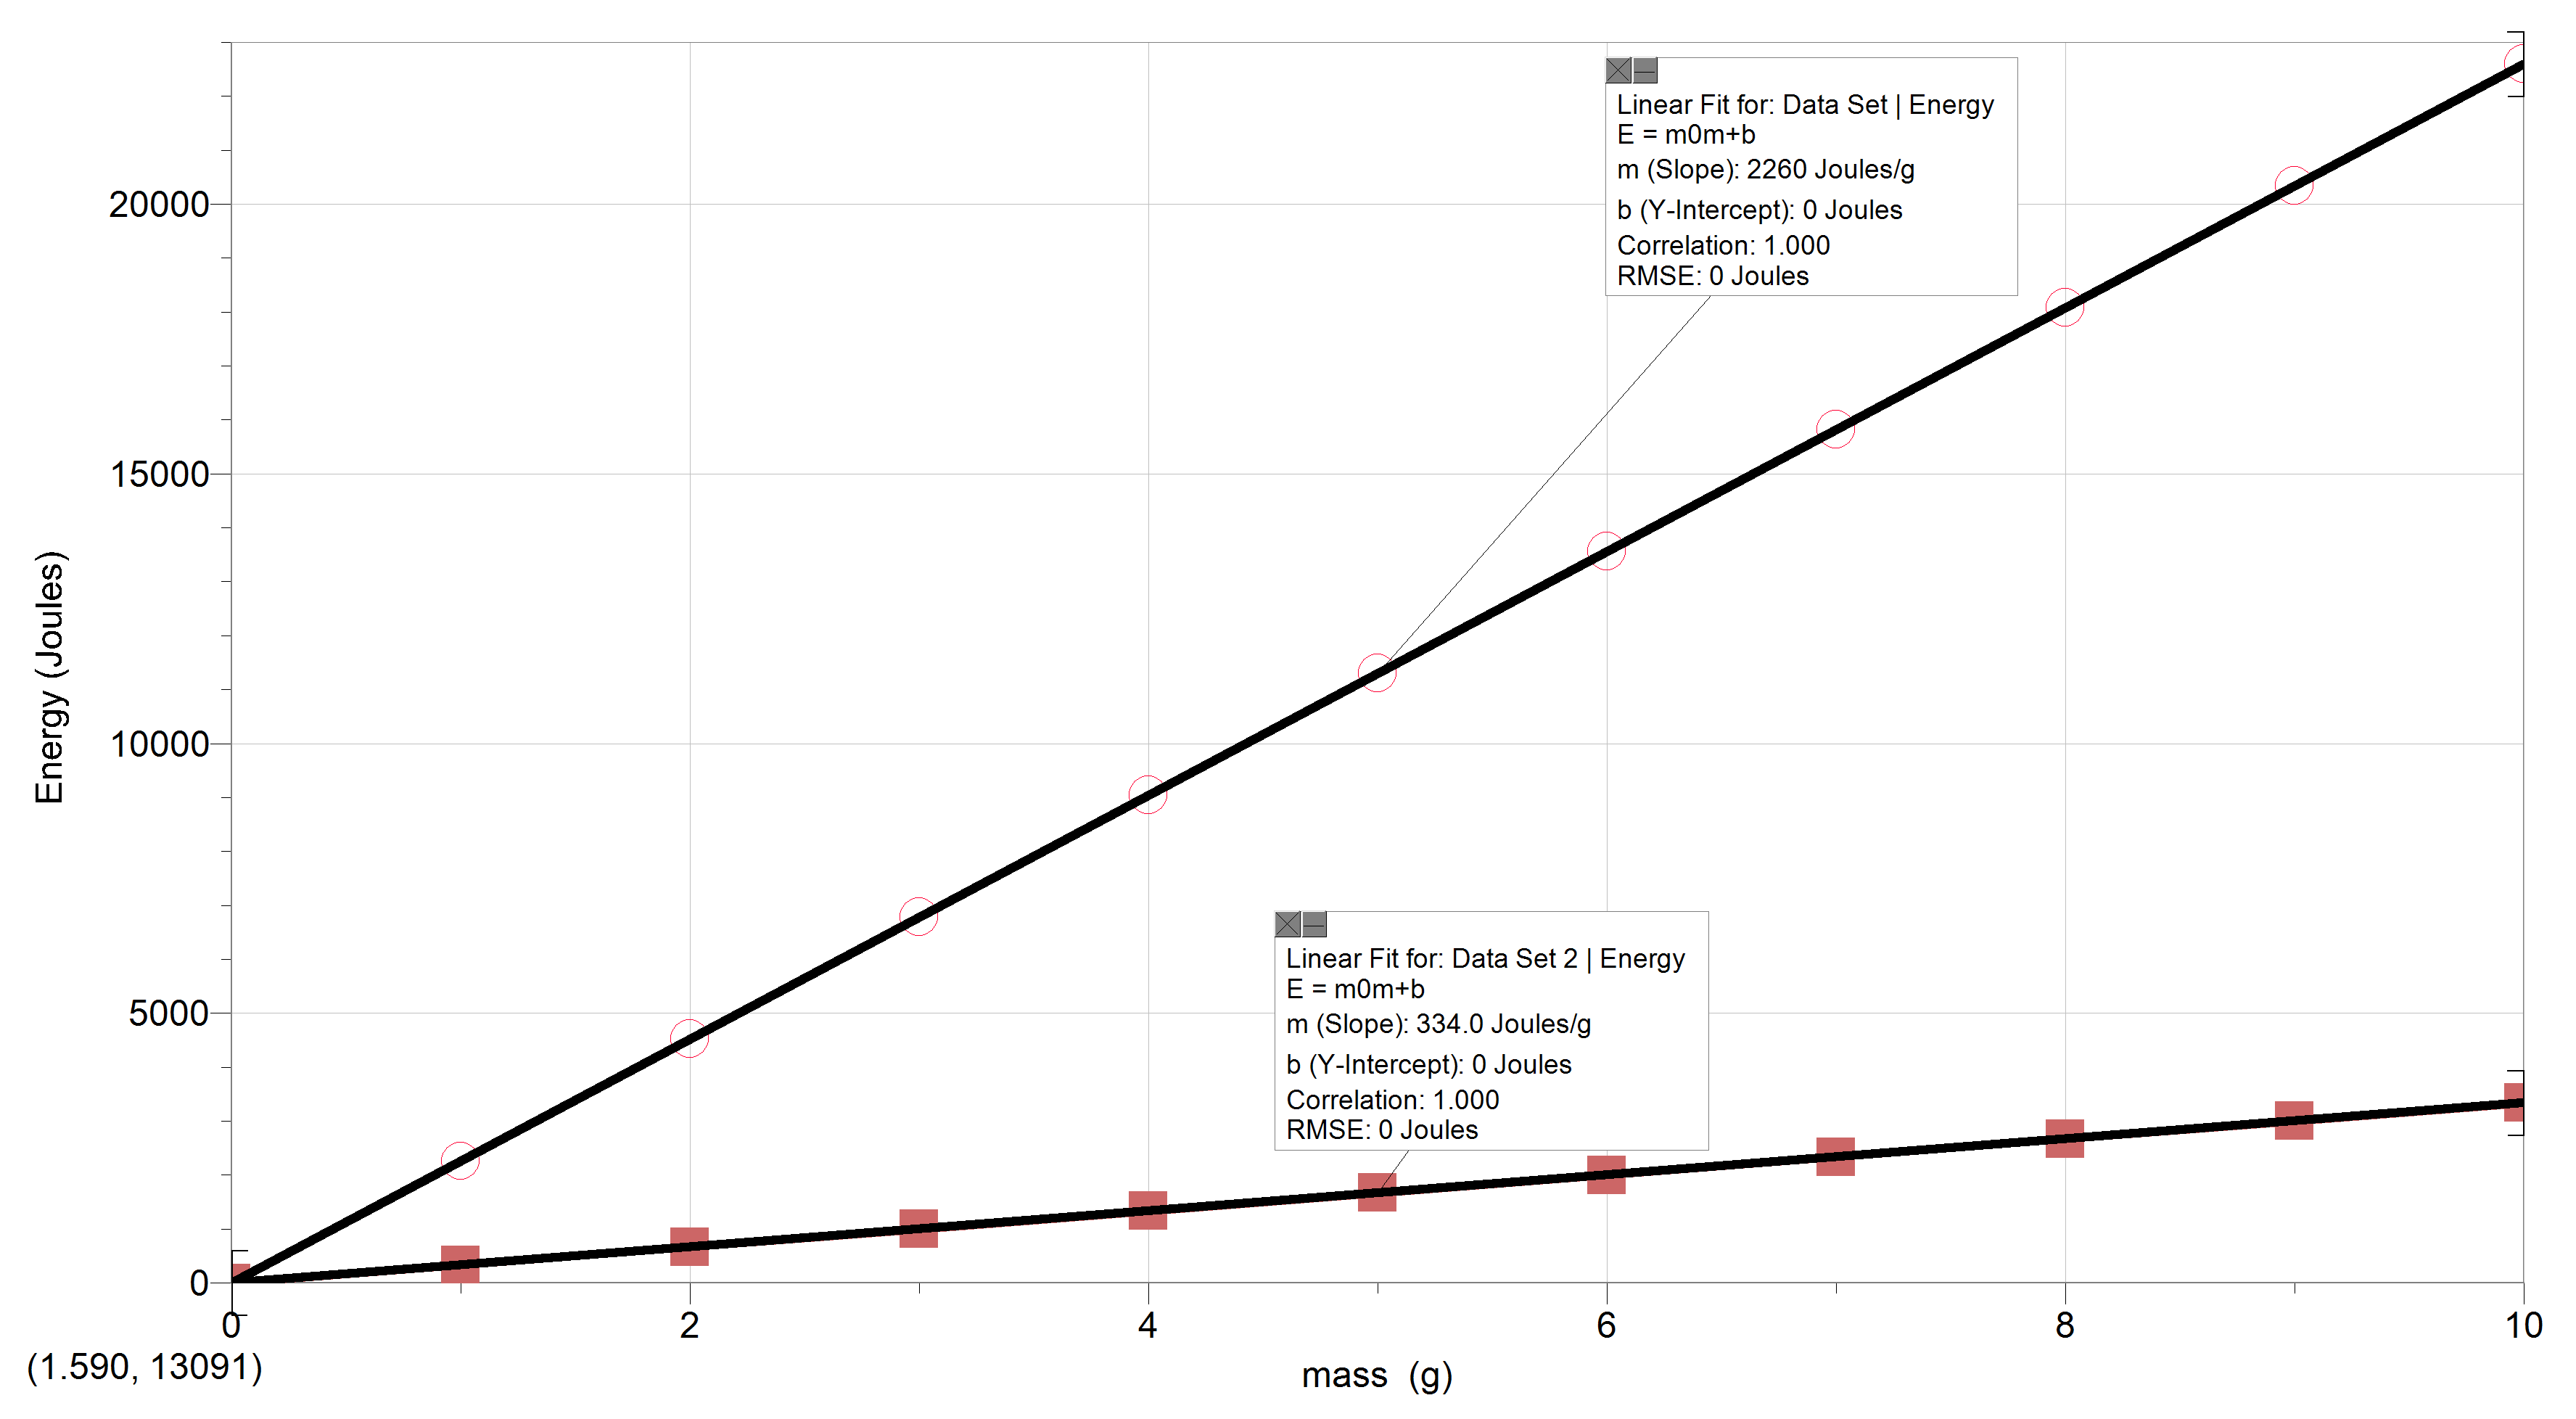 Linear Fit for: Data Set | Energy
E = m0m+b
m (Slope): 2260 Joules/g
b (Y-Intercept): 0 Joules
Correlation: 1.000
RMSE: 0 Joules
20000
15000
10000
5000
0
Energy (Joules)
Linear Fit for: Data Set 2 | Energy
E = m0m+b
m (Slope): 334.0 Joules/g
b (Y-Intercept): 0 Joules
Correlation: 1.000
RMSE: 0 Joules
0 2 4 6 8 10
(1.590, 13091)
mass (g)